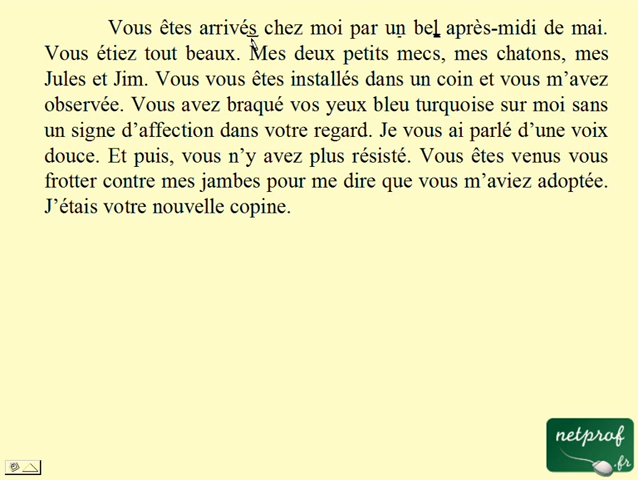 Vous êtes arrivés chez moi par un bel après-midi de mai.
Vous étiez tout beaux. Mes deux petits mecs, mes chatons, mes
Jules et Jim. Vous vous êtes installés dans un coin et vous m’avez
observée. Vous avez braqué vos yeux bleu turquoise sur moi sans
un signe d’affection dans votre regard. Je vous ai parlé d’une voix
douce. Et puis, vous n’y avez plus résisté. Vous êtes venus vous
frotter contre mes jambes pour me dire que vous m’aviez adoptée.
J’étais votre nouvelle copine.
netprof
.fr